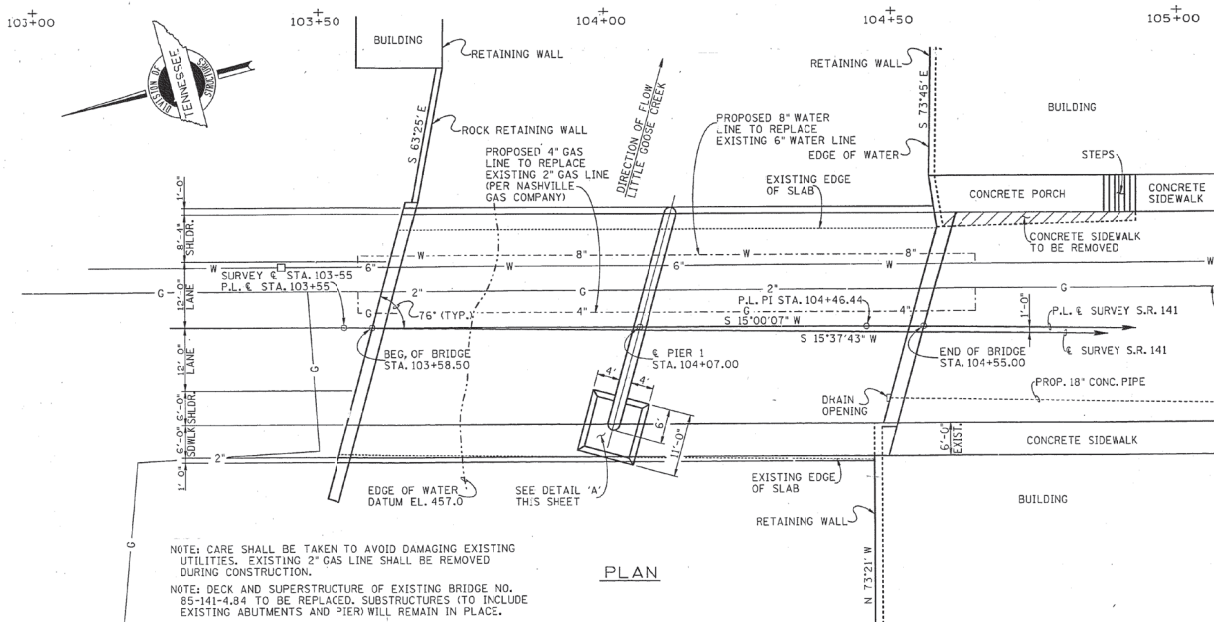 103+00
103+50
104+00
104+50
105+00
DIVISION OF
TENNESSEE
STRUCTURES
BUILDING
RETAINING WALL
S 63°25' E
ROCK RETAINING WALL
PROPOSED 4" GAS
LINE TO REPLACE
EXISTING 2" GAS LINE
(PER NASHVILLE
GAS COMPANY)
DIRECTION OF FLOW
LITTLE GOOSE CREEK
PROPOSED 8" WATER
LINE TO REPLACE
EXISTING 6" WATER LINE
RETAINING WALL
S 73°45' E
EDGE OF WATER
EXISTING EDGE
OF SLAB
BUILDING
STEPS
CONCRETE PORCH
CONCRETE
SIDEWALK
CONCRETE SIDEWALK
TO BE REMOVED
1'-0"
8'-4"
SHLDR.
12'-0"
LANE
12'-0"
LANE
6'-0"
SHLDR.
6'-0"
SDWLK
1'-0"
W 8" W 8"
W 6" W 6" W W
SURVEY ℄ STA. 103-55
P.L. ℄ STA. 103+55
G 2" G 2" G
G 4" G 4"
76° (TYP.)
P.L. PI STA. 104+46.44
S 15°00'07" W
S 15°37'43" W
1'-0"
P.L. ℄ SURVEY S.R. 141
℄ SURVEY S.R. 141
BEG. OF BRIDGE
STA. 103+58.50
℄ PIER 1
STA. 104+07.00
END OF BRIDGE
STA. 104+55.00
G
4'
4'
6'
11'-0"
DRAIN
OPENING
PROP. 18" CONC. PIPE
6'-0"
EXIST.
CONCRETE SIDEWALK
2"
G
EDGE OF WATER
DATUM EL. 457.0
SEE DETAIL 'A'
THIS SHEET
EXISTING EDGE
OF SLAB
RETAINING WALL
N 73°21' W
BUILDING
G
NOTE: CARE SHALL BE TAKEN TO AVOID DAMAGING EXISTING
UTILITIES. EXISTING 2" GAS LINE SHALL BE REMOVED
DURING CONSTRUCTION.
NOTE: DECK AND SUPERSTRUCTURE OF EXISTING BRIDGE NO.
85-141-4.84 TO BE REPLACED. SUBSTRUCTURES (TO INCLUDE
EXISTING ABUTMENTS AND PIER) WILL REMAIN IN PLACE.
PLAN